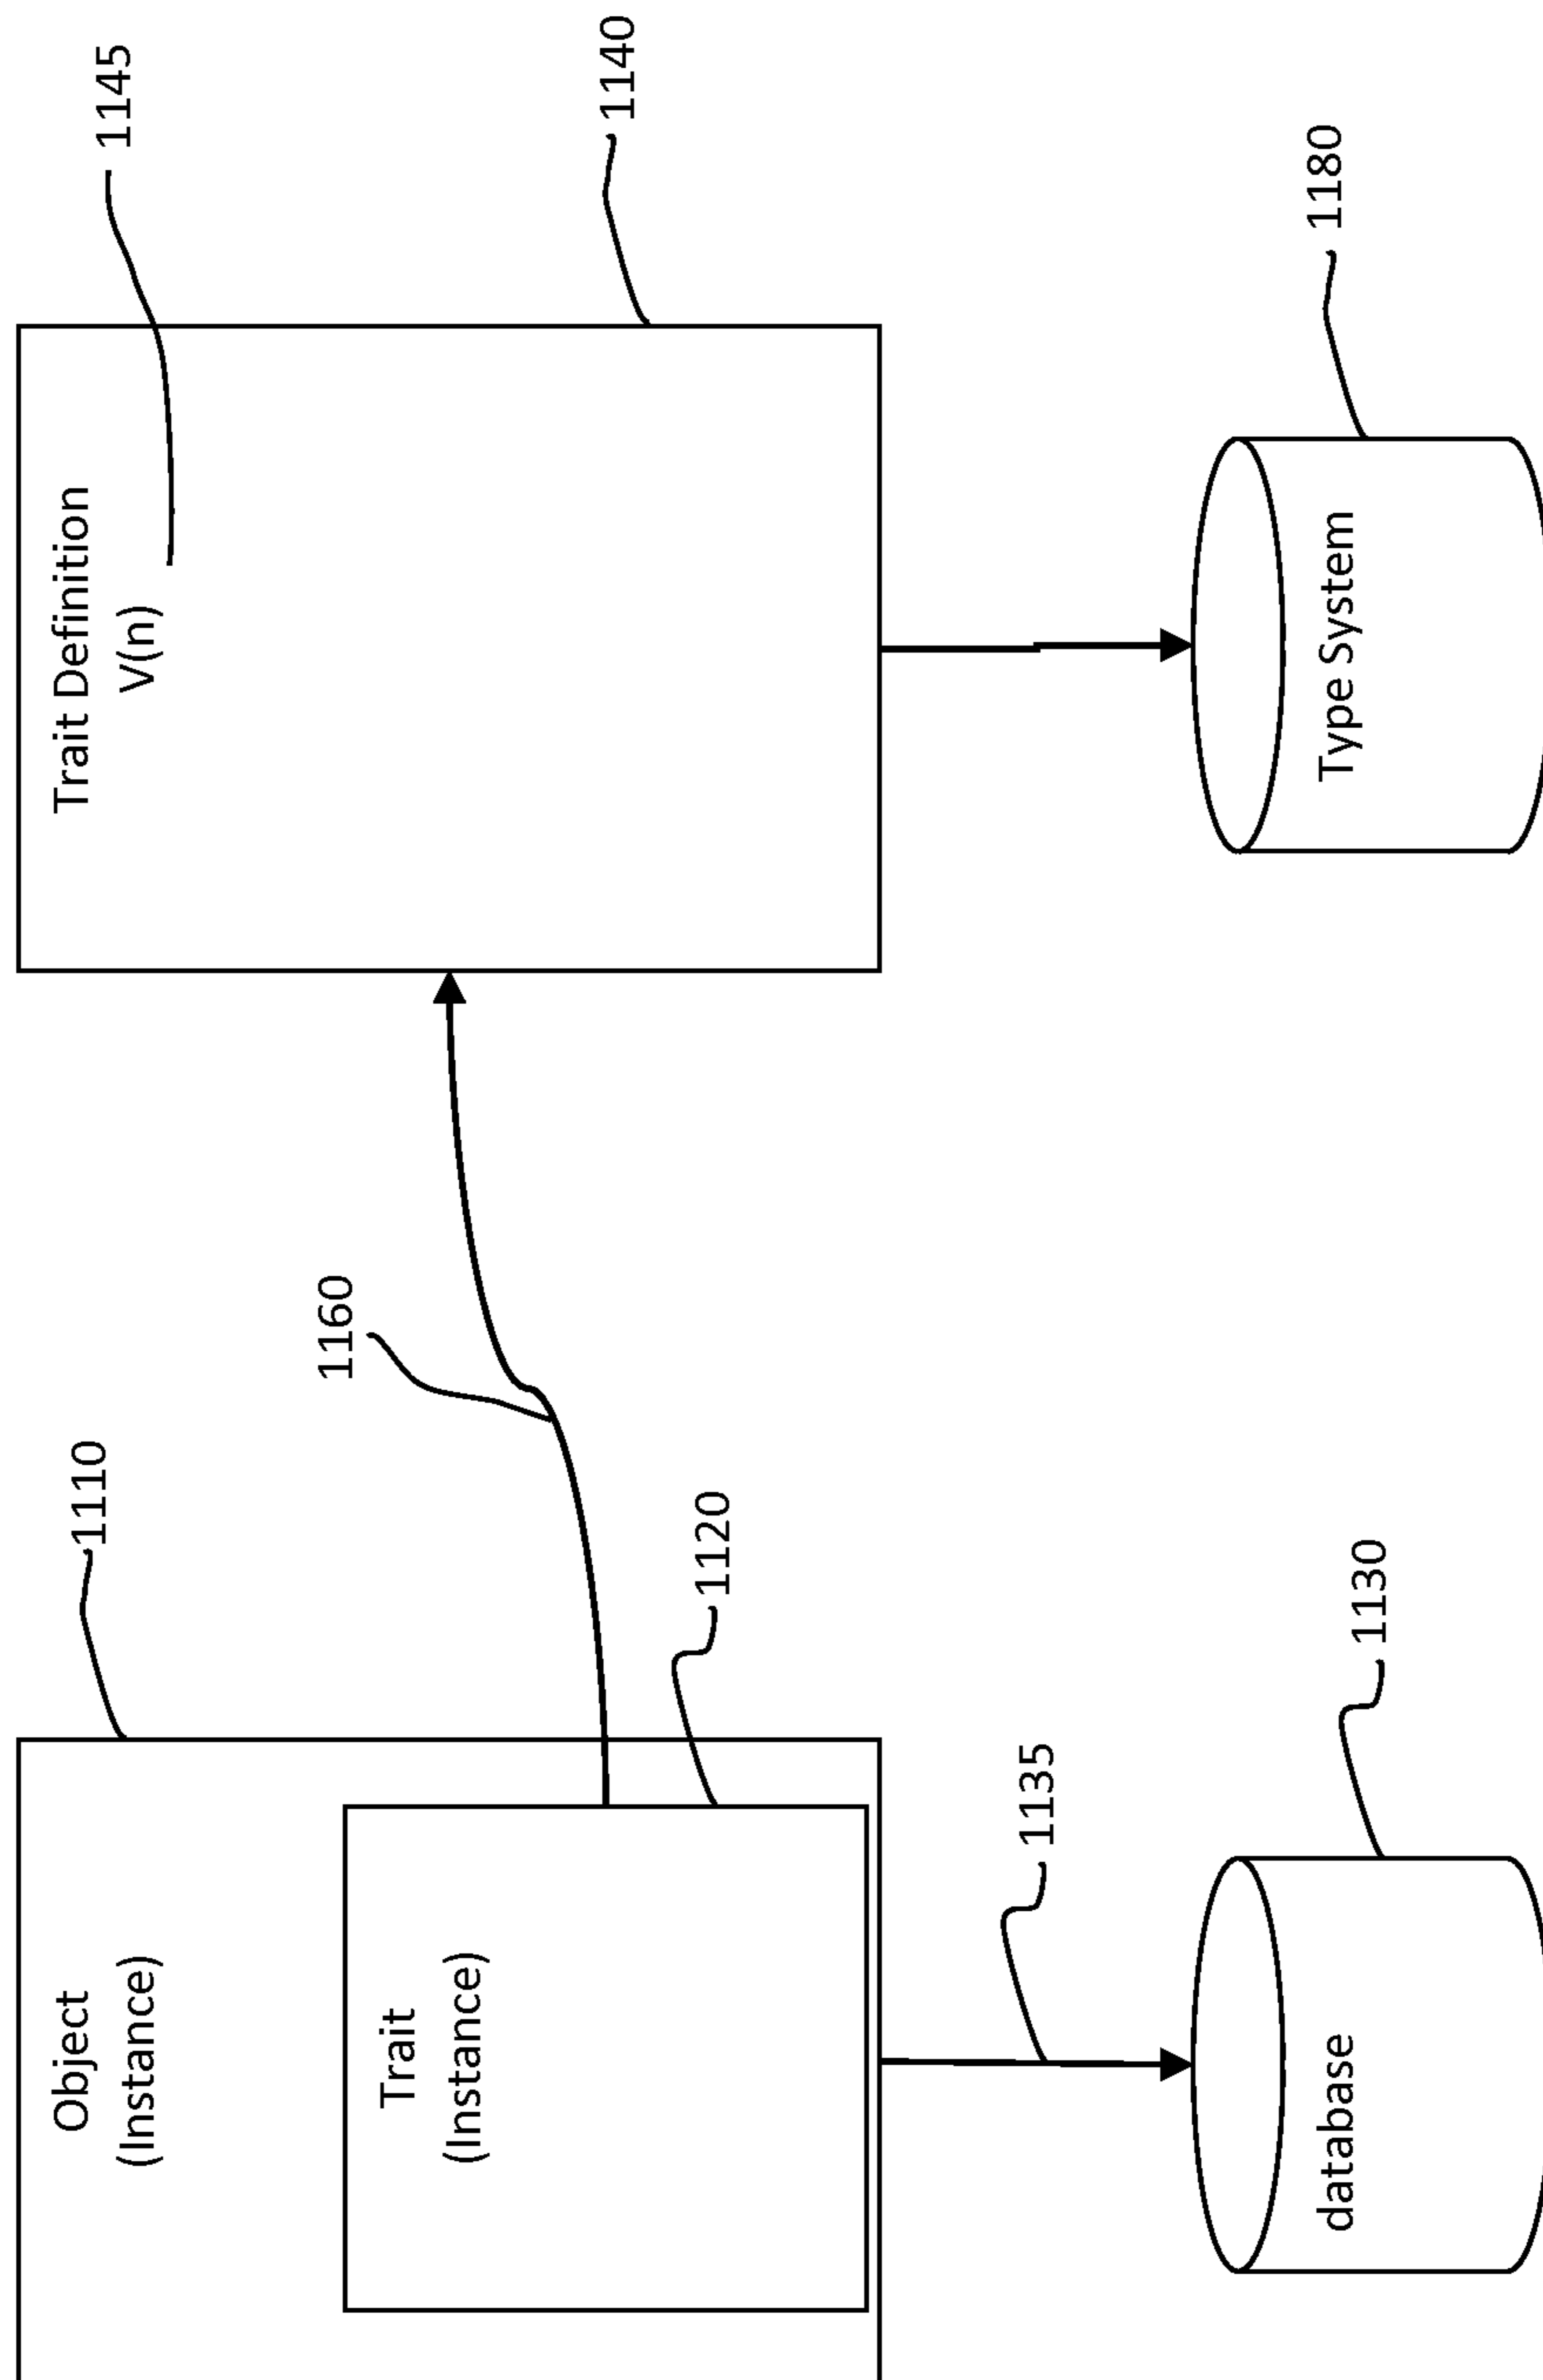 Object
(Instance)
1110
Trait
(Instance)
1120
1160
Trait Definition
V(n)
1145
1140
1135
database
1130
Type System
1180